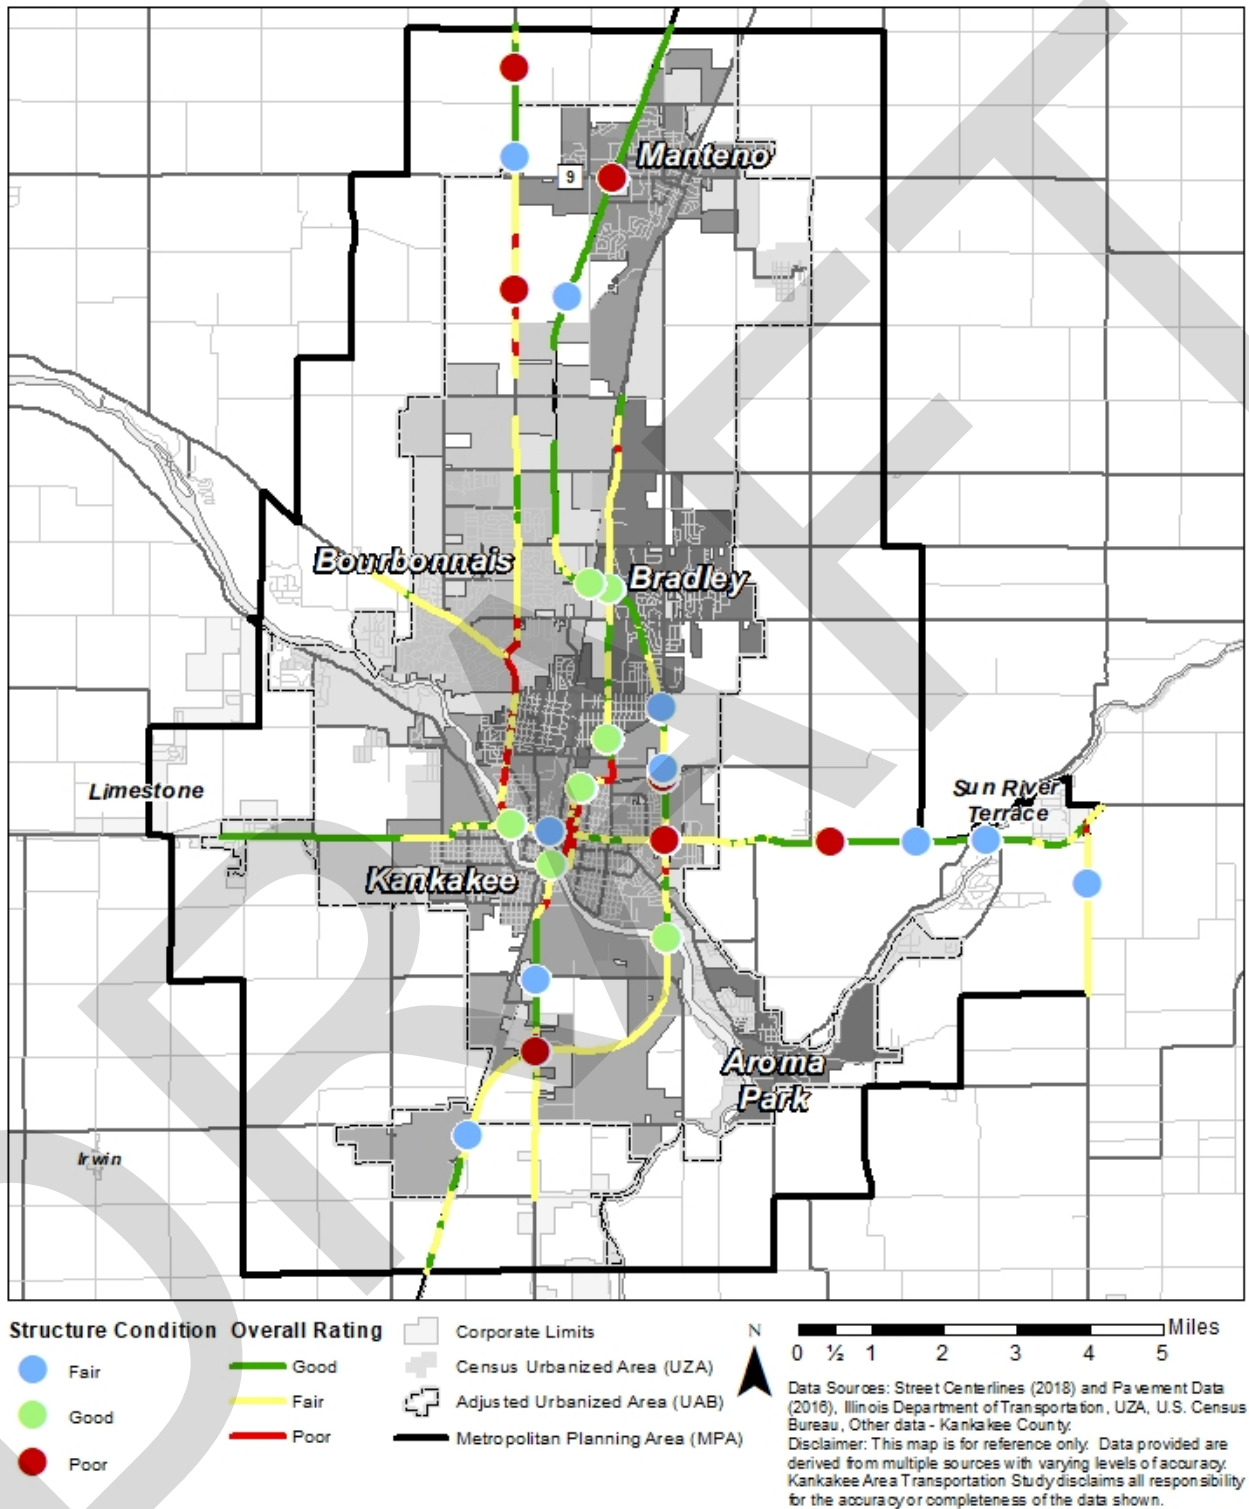 Manteno
9
Bourbonnais
Bradley
Limestone
Sun River
Terrace
Kankakee
Aroma
Park
Irwin
DRAFT
Structure Condition
Fair
Good
Poor
Overall Rating
Good
Fair
Poor
Corporate Limits
Census Urbanized Area (UZA)
Adjusted Urbanized Area (UAB)
Metropolitan Planning Area (MPA)
N
Miles
0 ½ 1 2 3 4 5
Data Sources: Street Centerlines (2018) and Pavement Data
(2016), Illinois Department of Transportation, UZA, U.S. Census
Bureau, Other data - Kankakee County.
Disclaimer: This map is for reference only. Data provided are
derived from multiple sources with varying levels of accuracy.
Kankakee Area Transportation Study disclaims all responsibility
for the accuracy or completeness of the data shown.